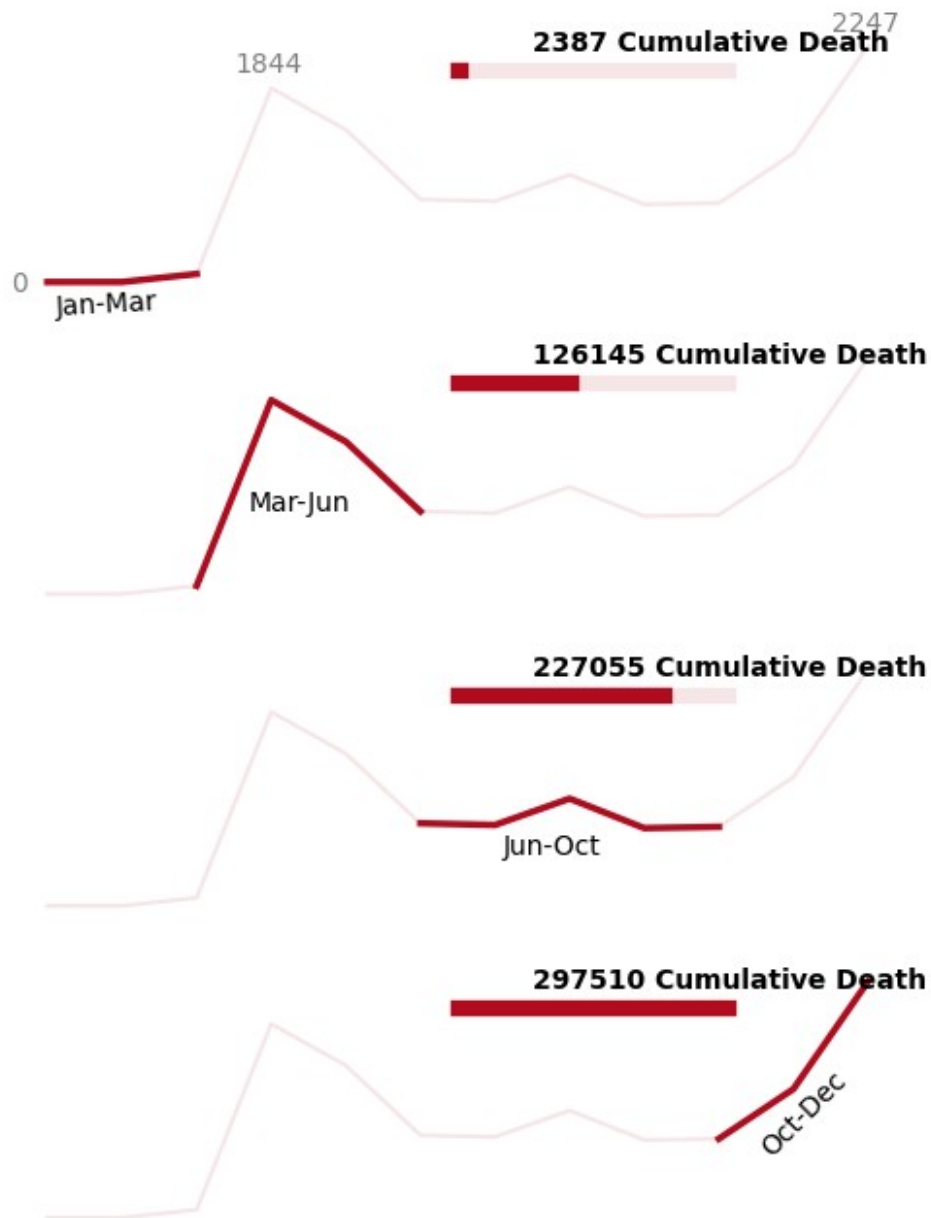 2247
2387 Cumulative Death
1844
0
Jan-Mar
126145 Cumulative Death
Mar-Jun
227055 Cumulative Death
Jun-Oct
297510 Cumulative Death
Oct-Dec